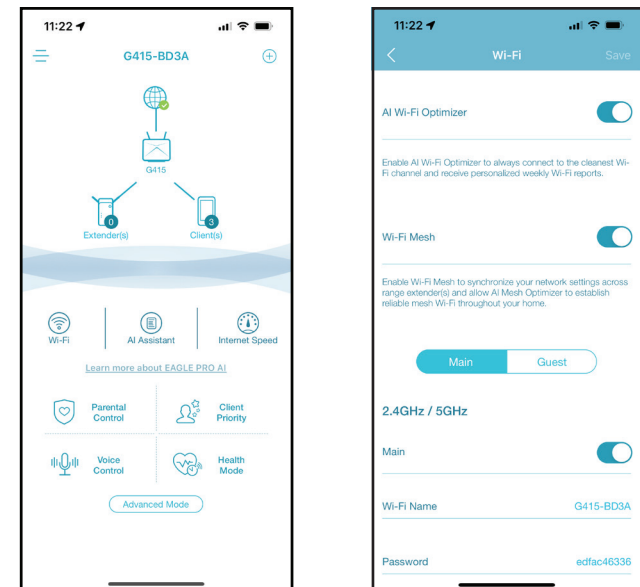 11:22
G415-BD3A
G415
0
3
Extender(s)
Client(s)
Wi-Fi
AI Assistant
Internet Speed
Learn more about EAGLE PRO AI
Parental
Control
Client
Priority
Voice
Control
Health
Mode
Advanced Mode
11:22
Wi-Fi
Save
AI Wi-Fi Optimizer
Enable AI Wi-Fi Optimizer to always connect to the cleanest Wi-
Fi channel and receive personalized weekly Wi-Fi reports.
Wi-Fi Mesh
Enable Wi-Fi Mesh to synchronize your network settings across
range extender(s) and allow AI Mesh Optimizer to establish
reliable mesh Wi-Fi throughout your home.
Main Guest
2.4GHz / 5GHz
Main
Wi-Fi Name G415-BD3A
Password edfac46336